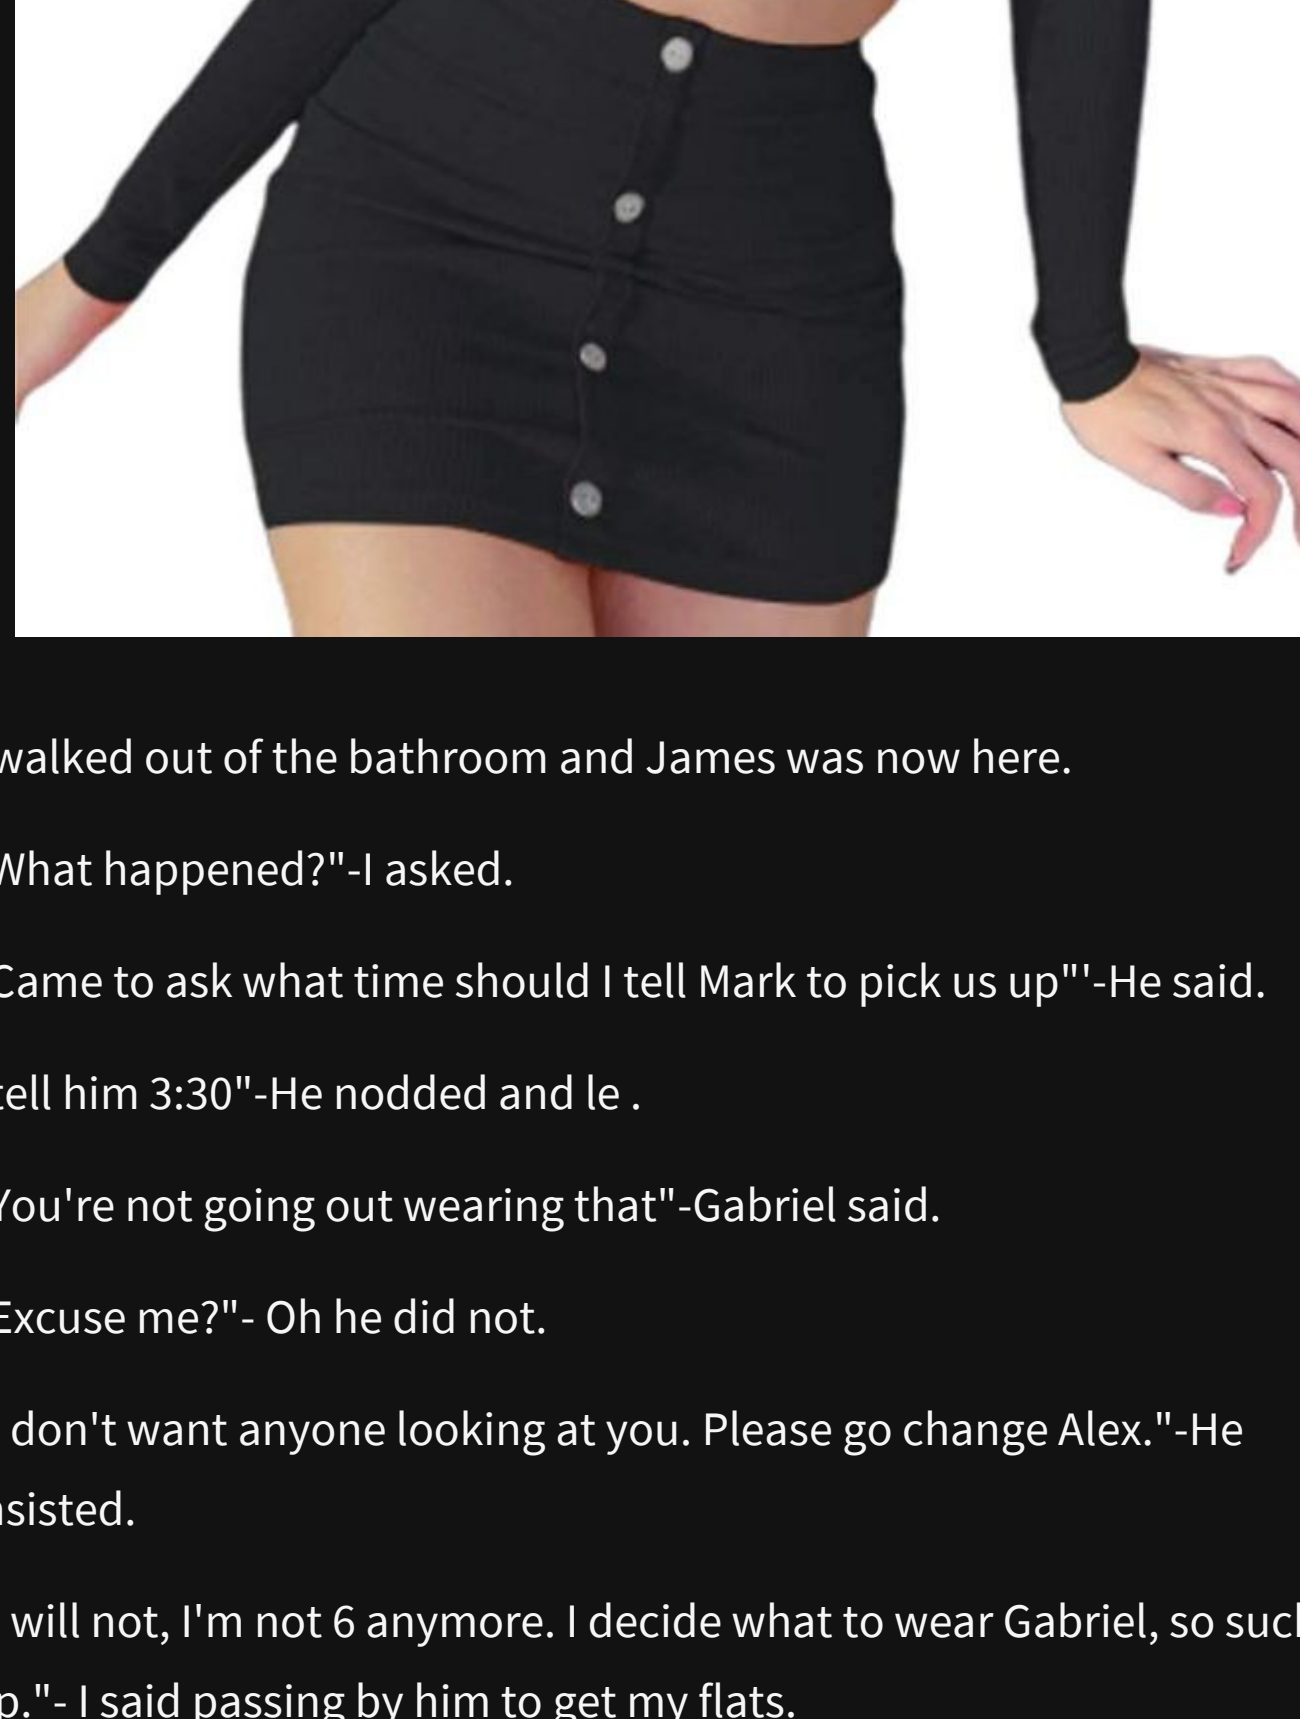 walked out of the bathroom and James was now here.
What happened?"-I asked.
Came to ask what time should I tell Mark to pick us up"'-He said.
tell him 3:30"-He nodded and le .
You're not going out wearing that"-Gabriel said.
Excuse me?"- Oh he did not.
don't want anyone looking at you. Please go change Alex."-He
nsisted.
will not, I'm not 6 anymore. I decide what to wear Gabriel, so suck
p."- I said passing by him to get my flats.